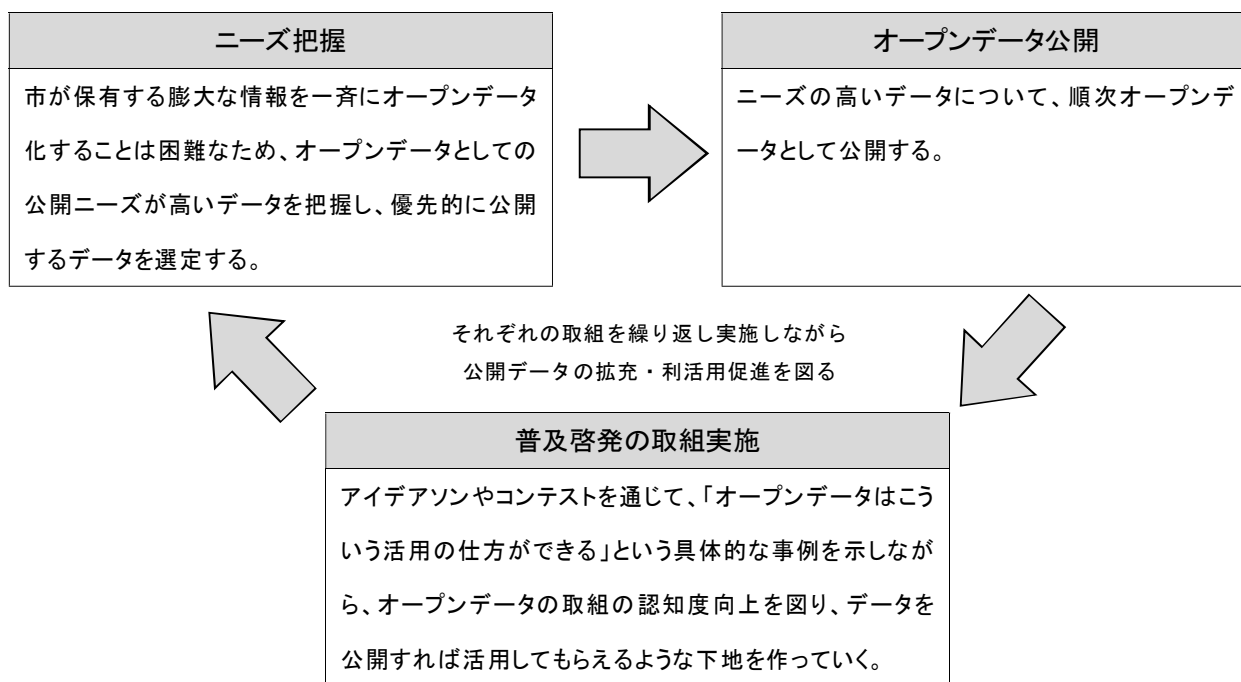 ニーズ把握
市が保有する膨大な情報を一斉にオープンデータ
化することは困難なため、オープンデータとしての
公開ニーズが高いデータを把握し、優先的に公開
するデータを選定する。
オープンデータ公開
ニーズの高いデータについて、順次オープンデ
ータとして公開する。
それぞれの取組を繰り返し実施しながら
公開データの拡充・利活用促進を図る
普及啓発の取組実施
アイデアソンやコンテストを通じて、「オープンデータはこう
いう活用の仕方ができる」という具体的な事例を示しなが
ら、オープンデータの取組の認知度向上を図り、データを
公開すれば活用してもらえるような下地を作っていく。